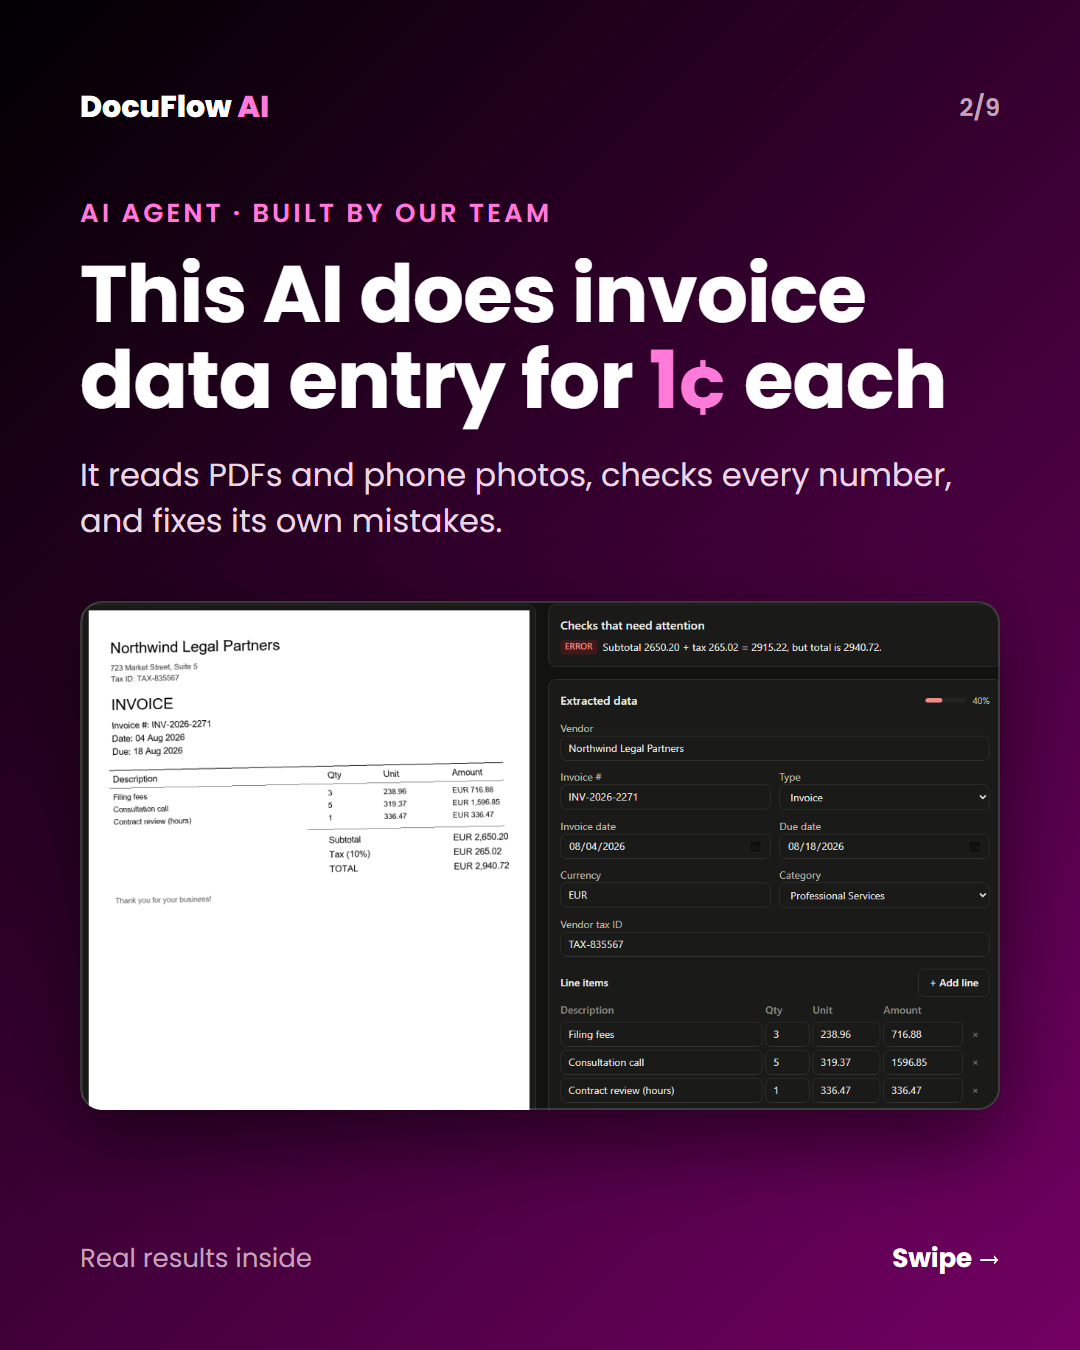 DocuFlow AI
2/9
AI AGENT · BUILT BY OUR TEAM
This AI does invoice
data entry for 1¢ each
It reads PDFs and phone photos, checks every number,
and fixes its own mistakes.
Northwind Legal Partners
723 Market Street, Suite 5
Tax ID: TAX-835567
INVOICE
Invoice #: INV-2026-2271
Date: 04 Aug 2026
Due: 18 Aug 2026
Description Qty Unit Amount
Filing fees 3 238.96 EUR 716.88
Consultation call 5 319.37 EUR 1,596.85
Contract review (hours) 1 336.47 EUR 336.47
Subtotal EUR 2,650.20
Tax (10%) EUR 265.02
TOTAL EUR 2,940.72
Thank you for your business!
Checks that need attention
ERROR Subtotal 2650.20 + tax 265.02 = 2915.22, but total is 2940.72.
Extracted data 40%
Vendor
Northwind Legal Partners
Invoice # Type
INV-2026-2271 Invoice
Invoice date Due date
08/04/2026 08/18/2026
Currency Category
EUR Professional Services
Vendor tax ID
TAX-835567
Line items + Add line
Description Qty Unit Amount
Filing fees 3 238.96 716.88 ×
Consultation call 5 319.37 1596.85 ×
Contract review (hours) 1 336.47 336.47 ×
Real results inside
Swipe →